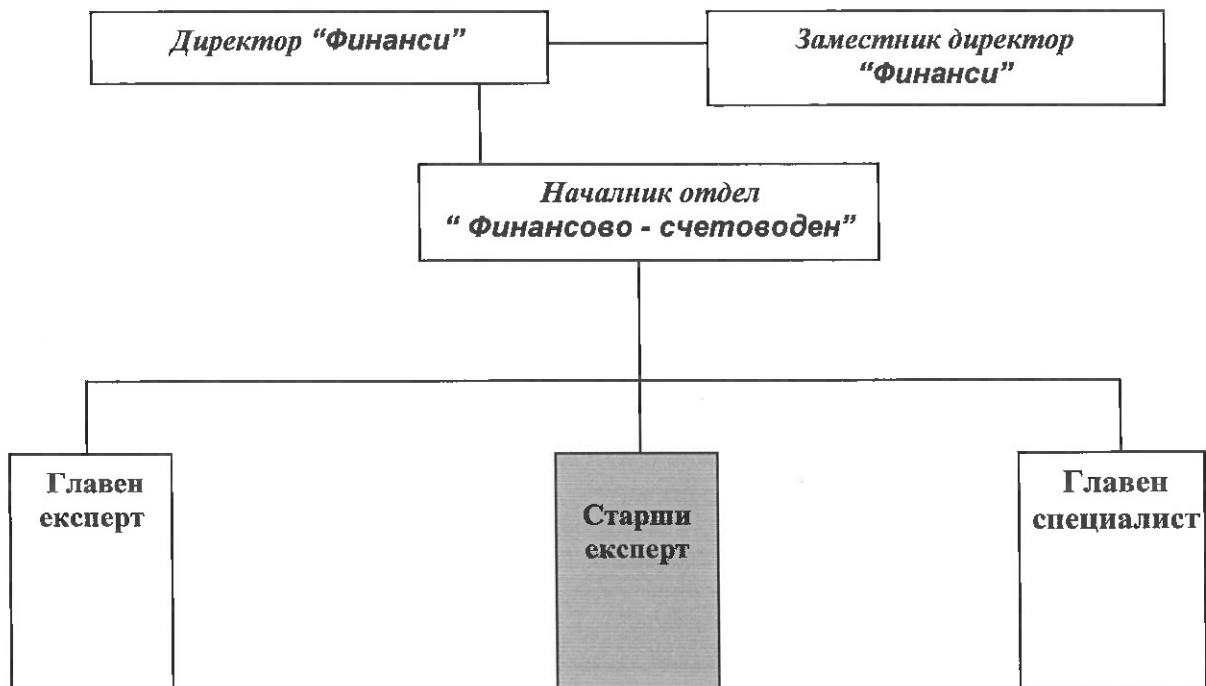 Директор “Финанси”
Заместник директор
“Финанси”
Началник отдел
“ Финансово - счетоводен”
Главен
експерт
Старши
експерт
Главен
специалист